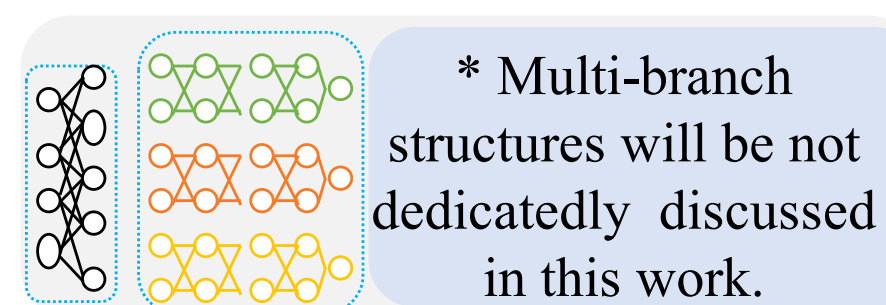 * Multi-branch
structures will be not
dedicatedly discussed
in this work.